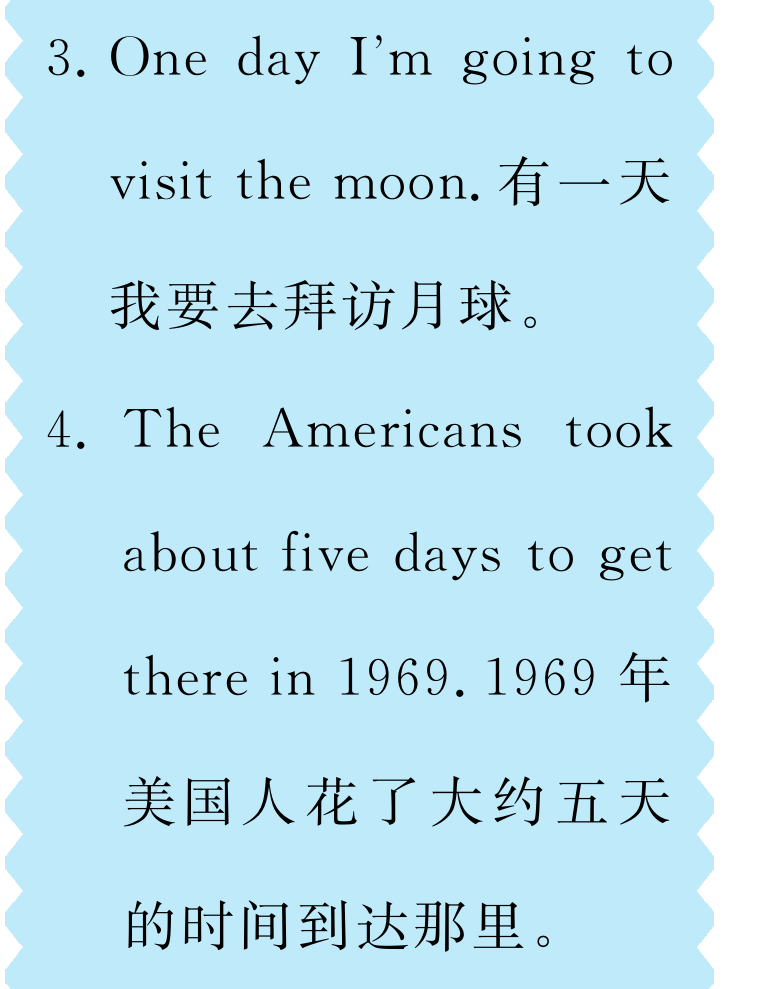 3. One day I’m going to
visit the moon. 有一天
我要去拜访月球。
4. The Americans took
about five days to get
there in 1969. 1969 年
美国人花了大约五天
的时间到达那里。